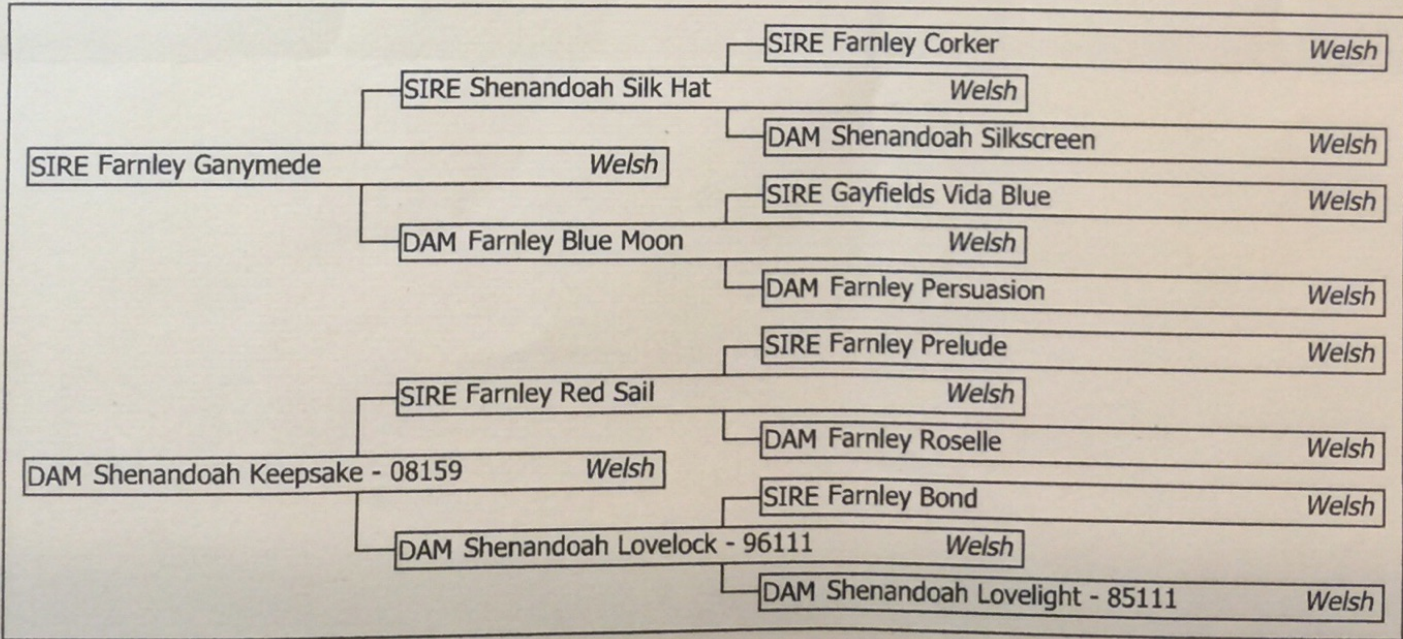 SIRE Farnley Corker Welsh
SIRE Shenandoah Silk Hat Welsh
DAM Shenandoah Silkscreen Welsh
SIRE Farnley Ganymede Welsh
SIRE Gayfields Vida Blue Welsh
DAM Farnley Blue Moon Welsh
DAM Farnley Persuasion Welsh
SIRE Farnley Prelude Welsh
SIRE Farnley Red Sail Welsh
DAM Farnley Roselle Welsh
DAM Shenandoah Keepsake - 08159 Welsh
SIRE Farnley Bond Welsh
DAM Shenandoah Lovelock - 96111 Welsh
DAM Shenandoah Lovelight - 85111 Welsh